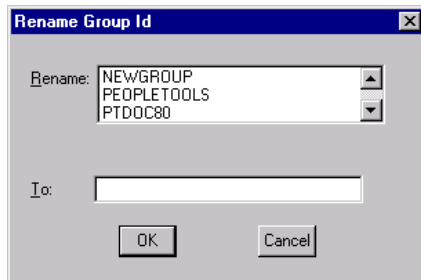 Rename Group Id
Rename: NEWGROUP
PEOPLETOOLS
PTDOC80
To:
OK Cancel